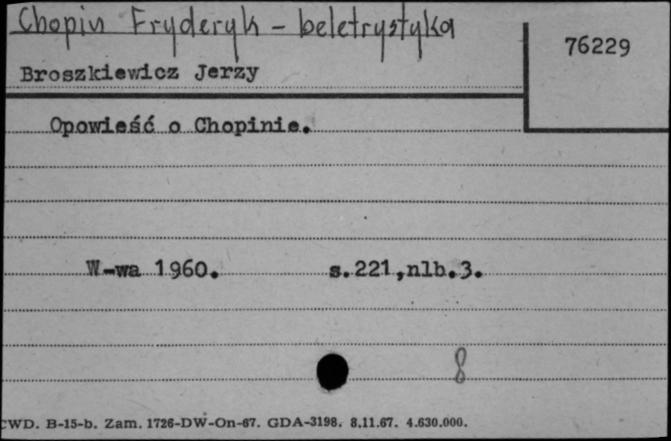 Chopin Fryderyk - beletrystyka
76229
Broszkiewicz Jerzy
Opowieść o Chopinie.
W-wa 1960. s.221,nlb.3.
8
CWD. B-15-b. Zam. 1726-DW-On-67. GDA-3198. 8.11.67. 4.630.000.